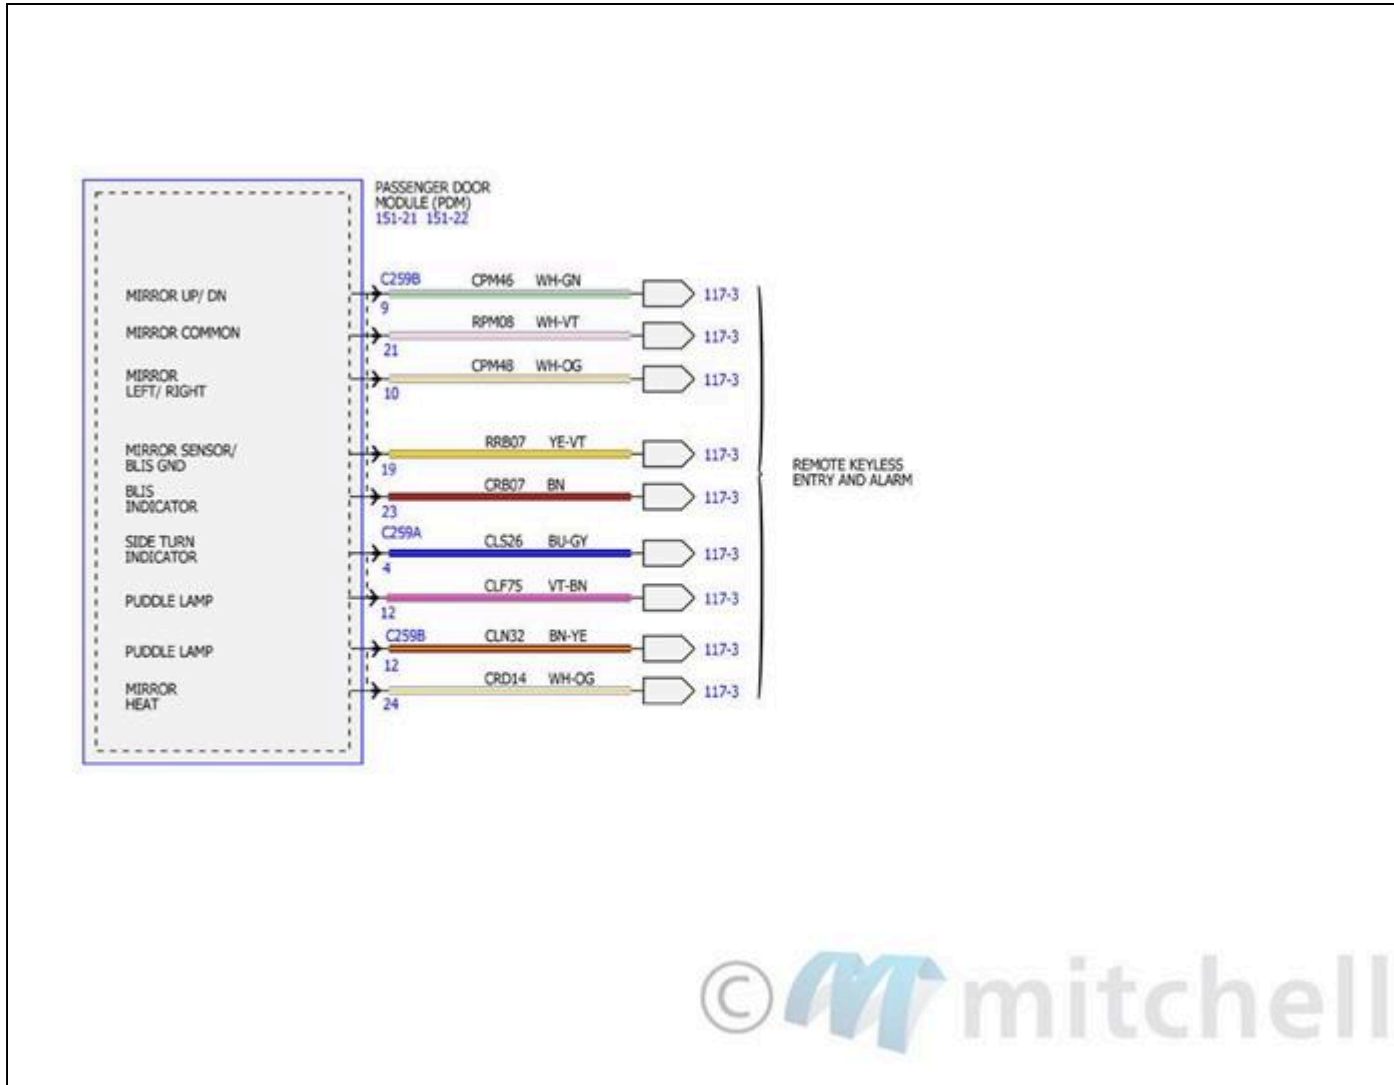 PASSENGER DOOR
MODULE (PDM)
151-21 151-22
MIRROR UP/ DN
C259B
9
CPM46 WH-GN
117-3
MIRROR COMMON
21
RPM08 WH-VT
117-3
MIRROR
LEFT/ RIGHT
10
CPM48 WH-OG
117-3
MIRROR SENSOR/
BLIS GND
19
RRB07 YE-VT
117-3
BLIS
INDICATOR
23
CRB07 BN
117-3
SIDE TURN
INDICATOR
C259A
4
CLS26 BU-GY
117-3
PUDDLE LAMP
12
CLF75 VT-BN
117-3
PUDDLE LAMP
C259B
12
CLN32 BN-YE
117-3
MIRROR
HEAT
24
CRD14 WH-OG
117-3
REMOTE KEYLESS
ENTRY AND ALARM
© mitchell